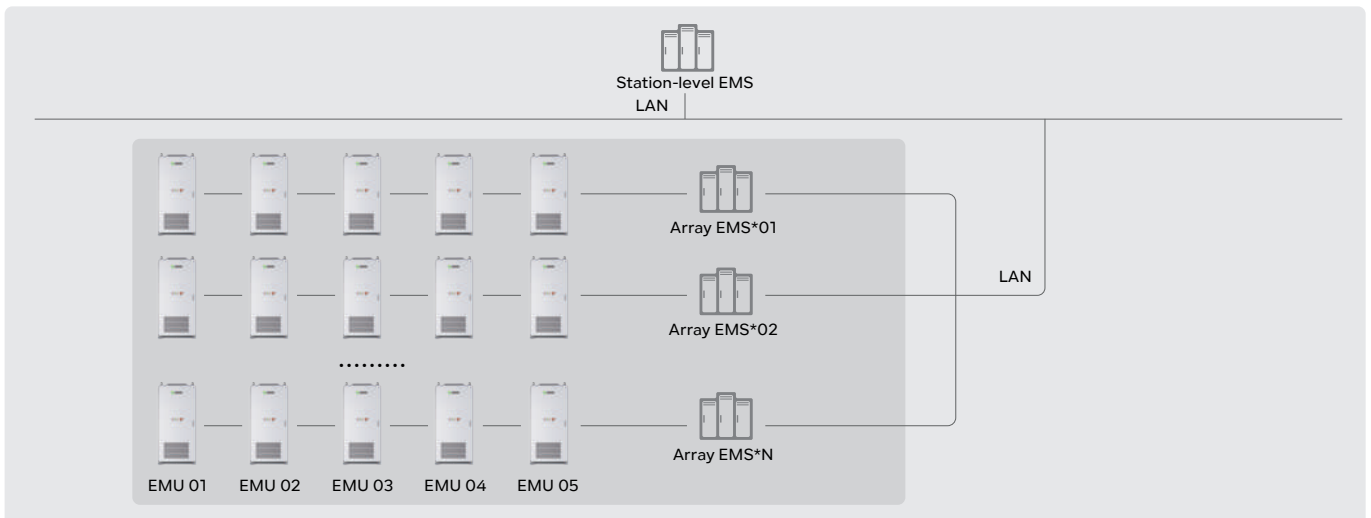 Station-level EMS
LAN
Array EMS*01
LAN
Array EMS*02
.........
Array EMS*N
EMU 01 EMU 02 EMU 03 EMU 04 EMU 05